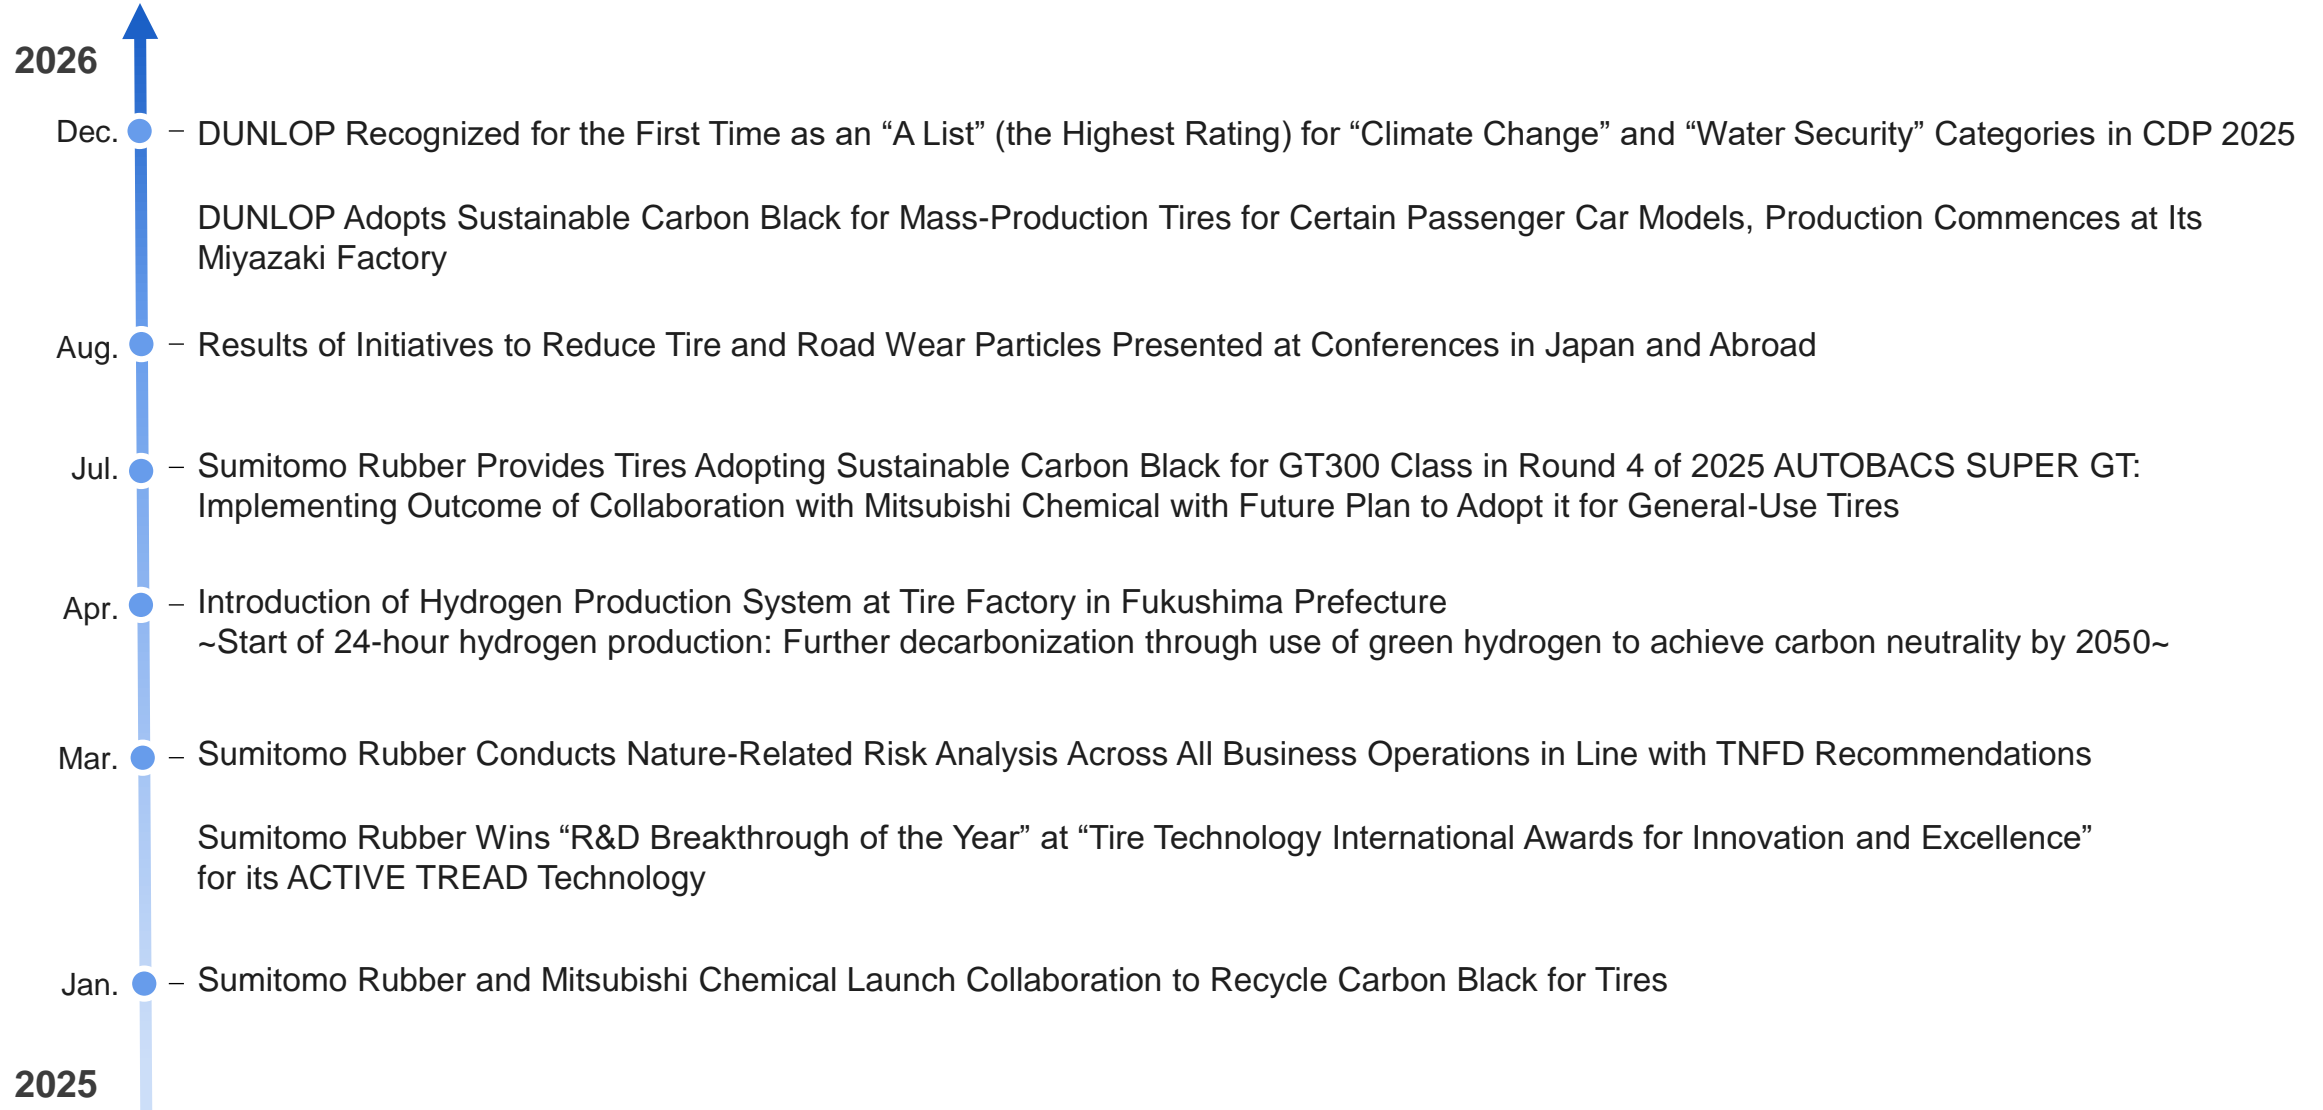 2026
Dec. – DUNLOP Recognized for the First Time as an “A List” (the Highest Rating) for “Climate Change” and “Water Security” Categories in CDP 2025
DUNLOP Adopts Sustainable Carbon Black for Mass-Production Tires for Certain Passenger Car Models, Production Commences at Its
Miyazaki Factory
Aug. – Results of Initiatives to Reduce Tire and Road Wear Particles Presented at Conferences in Japan and Abroad
Jul. – Sumitomo Rubber Provides Tires Adopting Sustainable Carbon Black for GT300 Class in Round 4 of 2025 AUTOBACS SUPER GT:
Implementing Outcome of Collaboration with Mitsubishi Chemical with Future Plan to Adopt it for General-Use Tires
Apr. – Introduction of Hydrogen Production System at Tire Factory in Fukushima Prefecture
~Start of 24-hour hydrogen production: Further decarbonization through use of green hydrogen to achieve carbon neutrality by 2050~
Mar. – Sumitomo Rubber Conducts Nature-Related Risk Analysis Across All Business Operations in Line with TNFD Recommendations
Sumitomo Rubber Wins “R&D Breakthrough of the Year” at “Tire Technology International Awards for Innovation and Excellence”
for its ACTIVE TREAD Technology
Jan. – Sumitomo Rubber and Mitsubishi Chemical Launch Collaboration to Recycle Carbon Black for Tires
2025